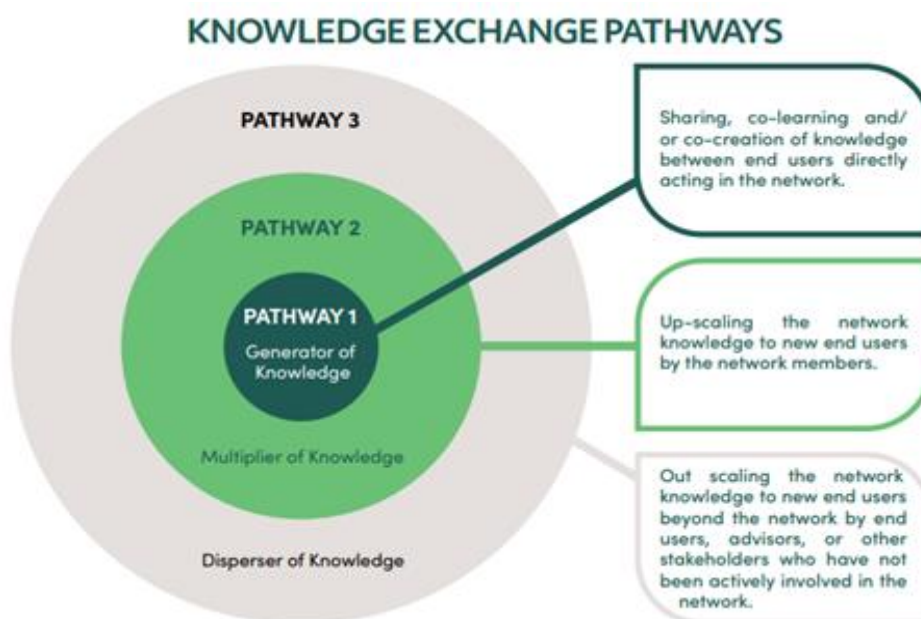 KNOWLEDGE EXCHANGE PATHWAYS
PATHWAY 3
PATHWAY 2
PATHWAY 1
Generator of
Knowledge
Multiplier of Knowledge
Disperser of Knowledge
Sharing, co-learning and/
or co-creation of knowledge
between end users directly
acting in the network.
Up-scaling the network
knowledge to new end users
by the network members.
Out scaling the network
knowledge to new end users
beyond the network by end
users, advisors, or other
stakeholders who have not
been actively involved in the
network.